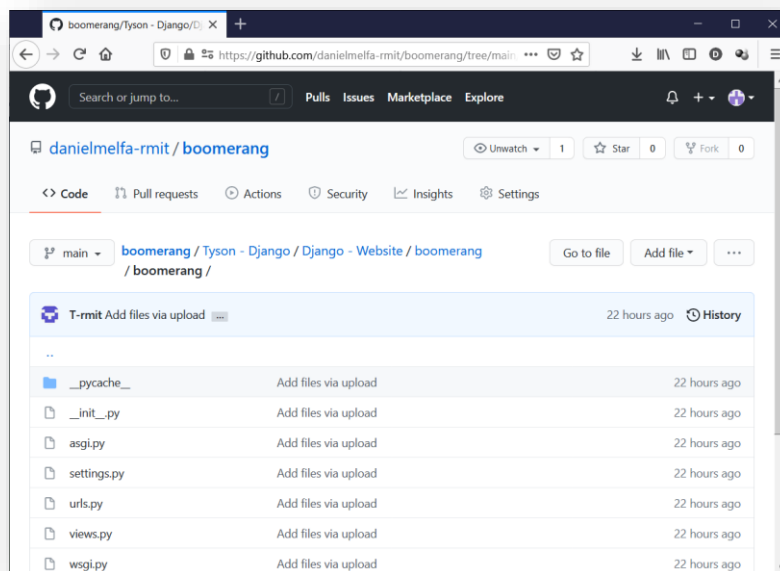 boomerang/Tyson - Django/Dj
https://github.com/danielmelfa-rmit/boomerang/tree/main
Search or jump to... / Pulls Issues Marketplace Explore
danielmelfa-rmit / boomerang Unwatch 1 Star 0 Fork 0
Code Pull requests Actions Security Insights Settings
main boomerang / Tyson - Django / Django - Website / boomerang Go to file Add file ...
/ boomerang /
T-rmit Add files via upload ... 22 hours ago History
..
__pycache__ Add files via upload 22 hours ago
__init__.py Add files via upload 22 hours ago
asgi.py Add files via upload 22 hours ago
settings.py Add files via upload 22 hours ago
urls.py Add files via upload 22 hours ago
views.py Add files via upload 22 hours ago
wsgi.py Add files via upload 22 hours ago